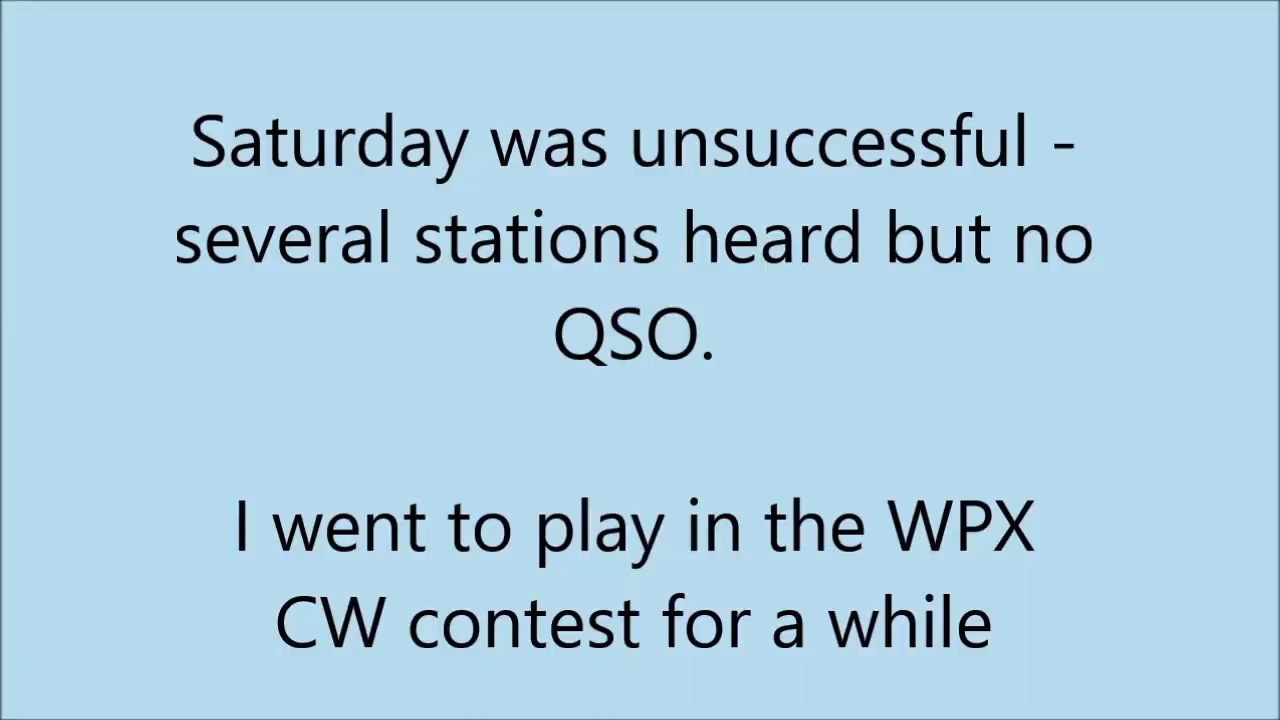 Saturday was unsuccessful -
several stations heard but no
QSO.
I went to play in the WPX
CW contest for a while